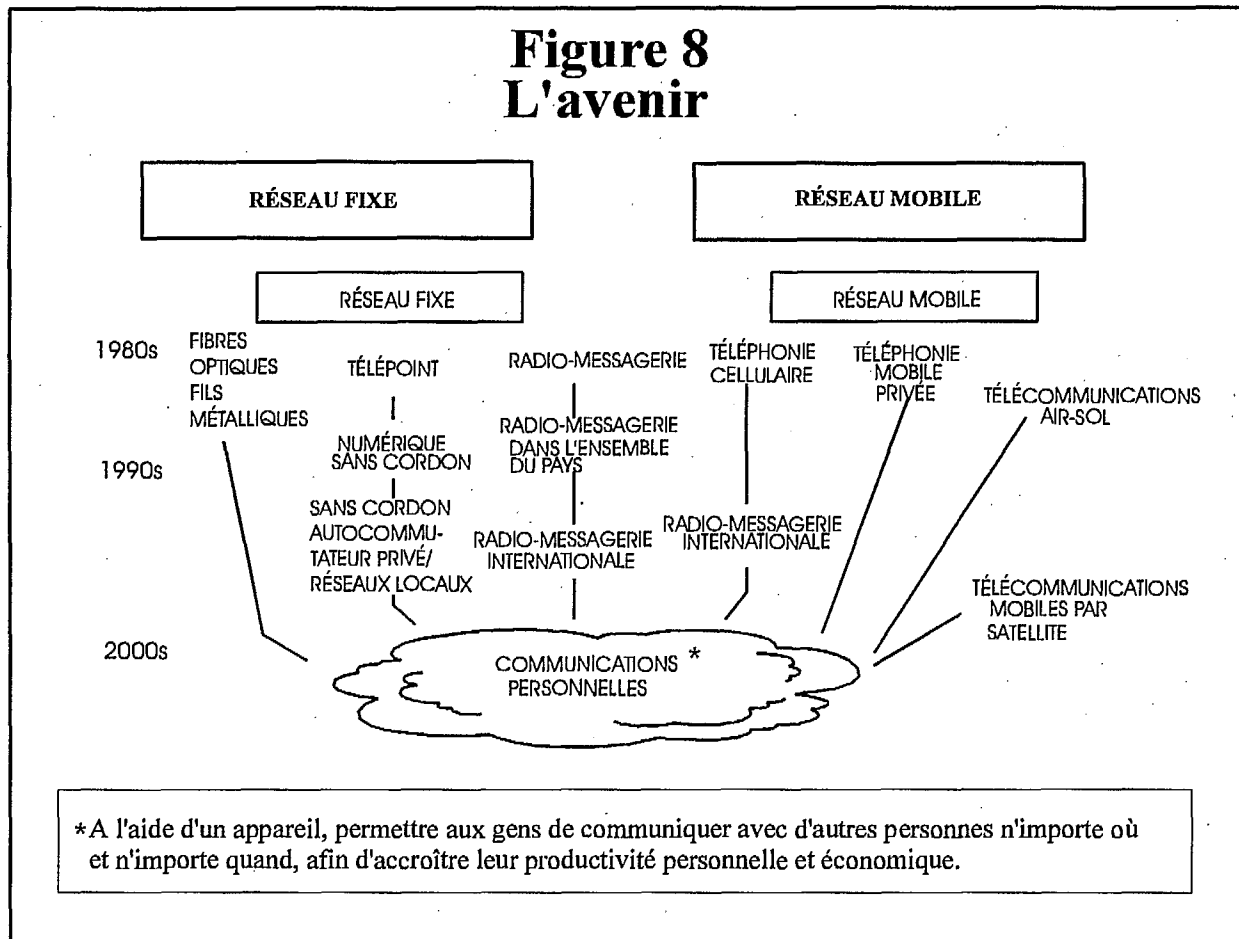 Figure 8
L'avenir
RÉSEAU FIXE
RÉSEAU MOBILE
RÉSEAU FIXE
RÉSEAU MOBILE
1980s
FIBRES
OPTIQUES
FILS
MÉTALLIQUES
TÉLÉPOINT
RADIO-MESSAGERIE
TÉLÉPHONIE
CELLULAIRE
TÉLÉPHONIE
MOBILE
PRIVÉE
TÉLÉCOMMUNICATIONS
AIR-SOL
1990s
NUMÉRIQUE
SANS CORDON
RADIO-MESSAGERIE
DANS L'ENSEMBLE
DU PAYS
SANS CORDON
AUTOCOMMU-
TATEUR PRIVÉ/
RÉSEAUX LOCAUX
RADIO-MESSAGERIE
INTERNATIONALE
RADIO-MESSAGERIE
INTERNATIONALE
TÉLÉCOMMUNICATIONS
MOBILES PAR
SATELLITE
2000s
COMMUNICATIONS *
PERSONNELLES
*A l'aide d'un appareil, permettre aux gens de communiquer avec d'autres personnes n'importe où
et n'importe quand, afin d'accroître leur productivité personnelle et économique.